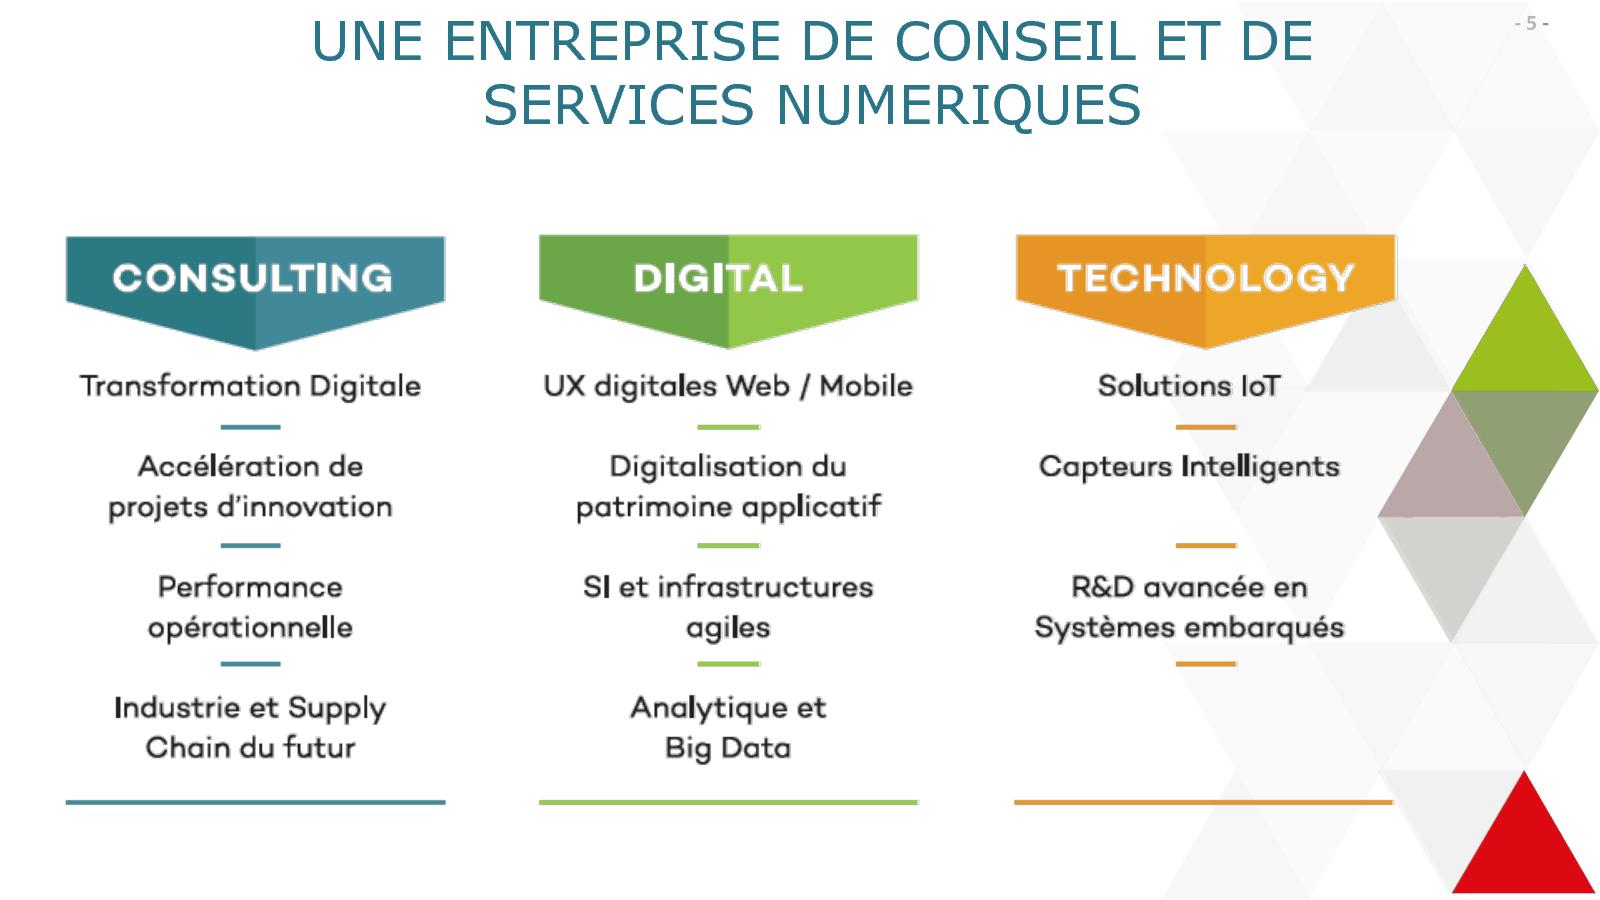 UNE ENTREPRISE DE CONSEIL ET DE
SERVICES NUMERIQUES
- 5 -
CONSULTING
Transformation Digitale
Accélération de
projets d'innovation
Performance
opérationnelle
Industrie et Supply
Chain du futur
DIGITAL
UX digitales Web / Mobile
Digitalisation du
patrimoine applicatif
SI et infrastructures
agiles
Analytique et
Big Data
TECHNOLOGY
Solutions IoT
Capteurs Intelligents
R&D avancée en
Systèmes embarqués